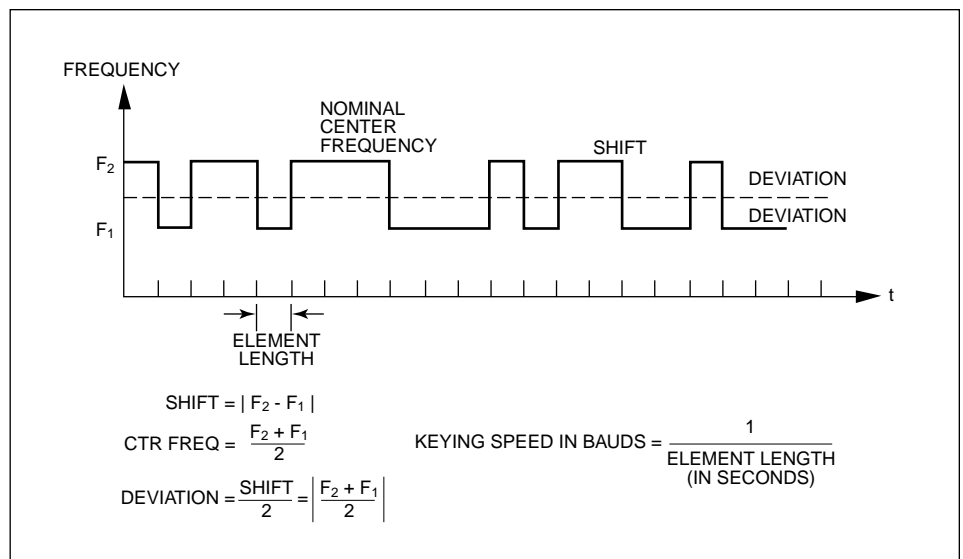 FREQUENCY
NOMINAL
CENTER
FREQUENCY
SHIFT
F₂
DEVIATION
DEVIATION
F₁
t
ELEMENT
LENGTH
SHIFT = | F₂ - F₁ |
CTR FREQ = (F₂ + F₁) / 2
KEYING SPEED IN BAUDS = 1 / ELEMENT LENGTH (IN SECONDS)
DEVIATION = SHIFT / 2 = | (F₂ + F₁) / 2 |